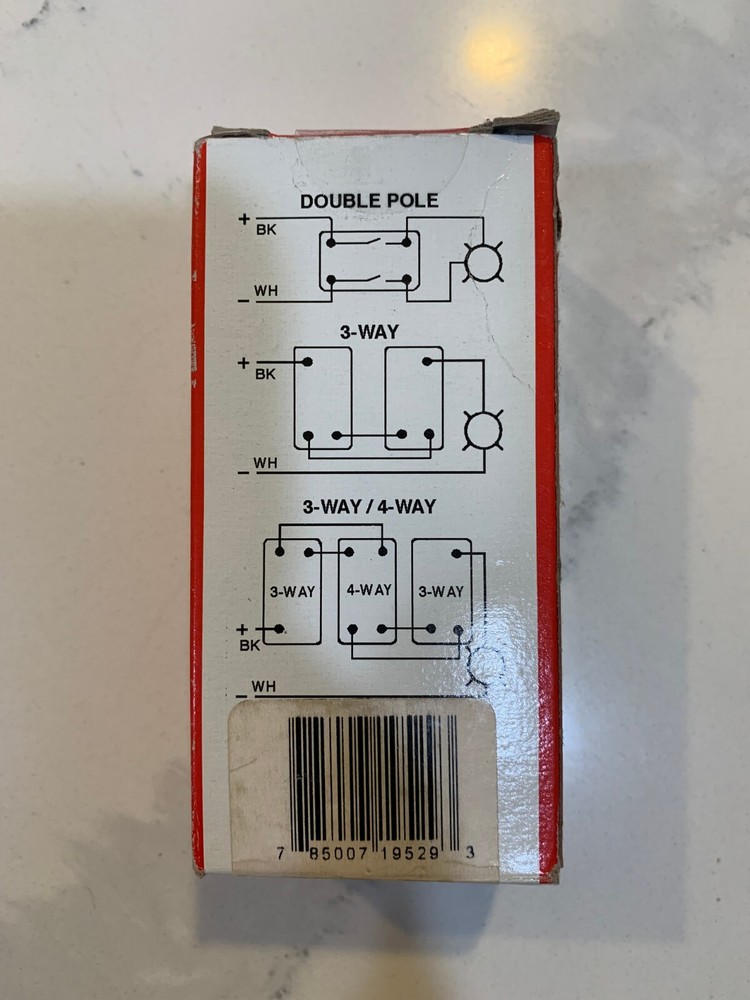 DOUBLE POLE
+
BK
WH
−
3-WAY
+
BK
WH
−
3-WAY / 4-WAY
3-WAY 4-WAY 3-WAY
+
BK
WH
−
7 85007 19529 3